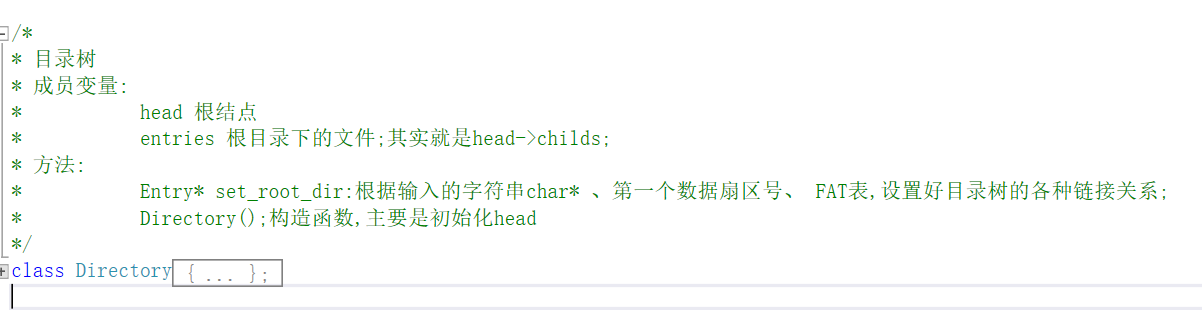 /*
* 目录树
* 成员变量:
* head 根结点
* entries 根目录下的文件;其实就是head->childs;
* 方法:
* Entry* set_root_dir:根据输入的字符串char* 、第一个数据扇区号、 FAT表,设置好目录树的各种链接关系;
* Directory();构造函数,主要是初始化head
*/
class Directory { ... };